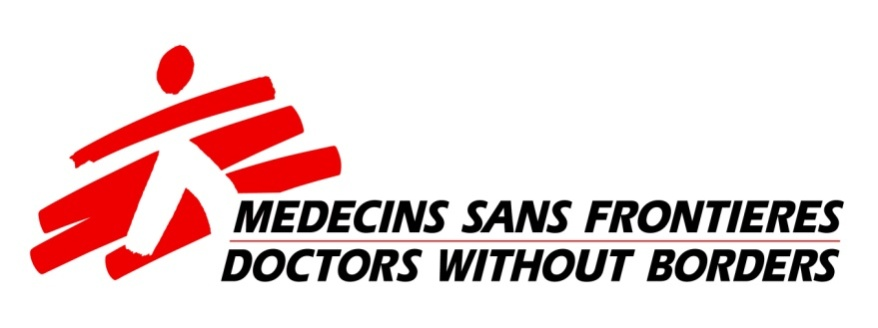 MEDECINS SANS FRONTIERES
DOCTORS WITHOUT BORDERS